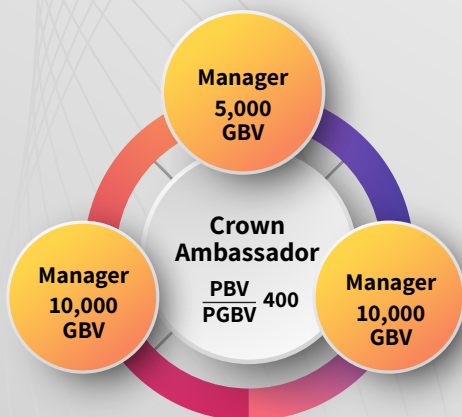 Manager
5,000
GBV
Crown
Ambassador
PBV
PGBV 400
Manager
10,000
GBV
Manager
10,000
GBV